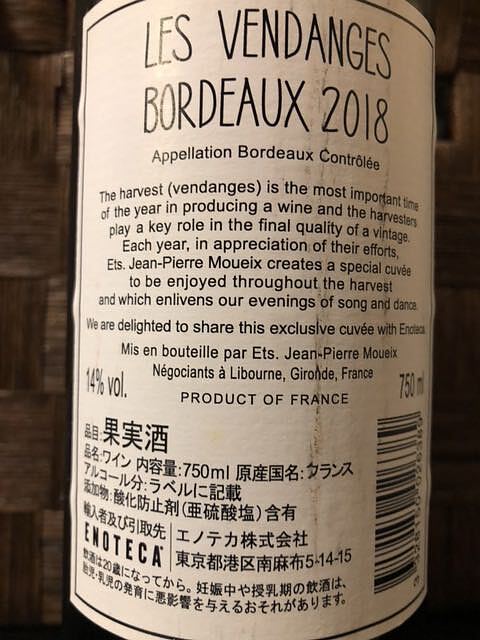 LES VENDANGES
BORDEAUX 2018
Appellation Bordeaux Contrôlée
The harvest (vendanges) is the most important time
of the year in producing a wine and the harvesters
play a key role in the final quality of a vintage.
Each year, in appreciation of their efforts,
Ets. Jean-Pierre Moueix creates a special cuvée
to be enjoyed throughout the harvest
and which enlivens our evenings of song and dance.
We are delighted to share this exclusive cuvée with Enoteca.
Mis en bouteille par Ets. Jean-Pierre Moueix
Négociants à Libourne, Gironde, France
14% vol.
750 ml
PRODUCT OF FRANCE
品目:果実酒
品名:ワイン 内容量:750ml 原産国名:フランス
アルコール分:ラベルに記載
添加物:酸化防止剤(亜硫酸塩)含有
輸入者及び引取先
ENOTECA
エノテカ株式会社
東京都港区南麻布5-14-15
飲酒は20歳になってから。妊娠中や授乳期の飲酒は、
胎児・乳児の発育に悪影響を与えるおそれがあります。